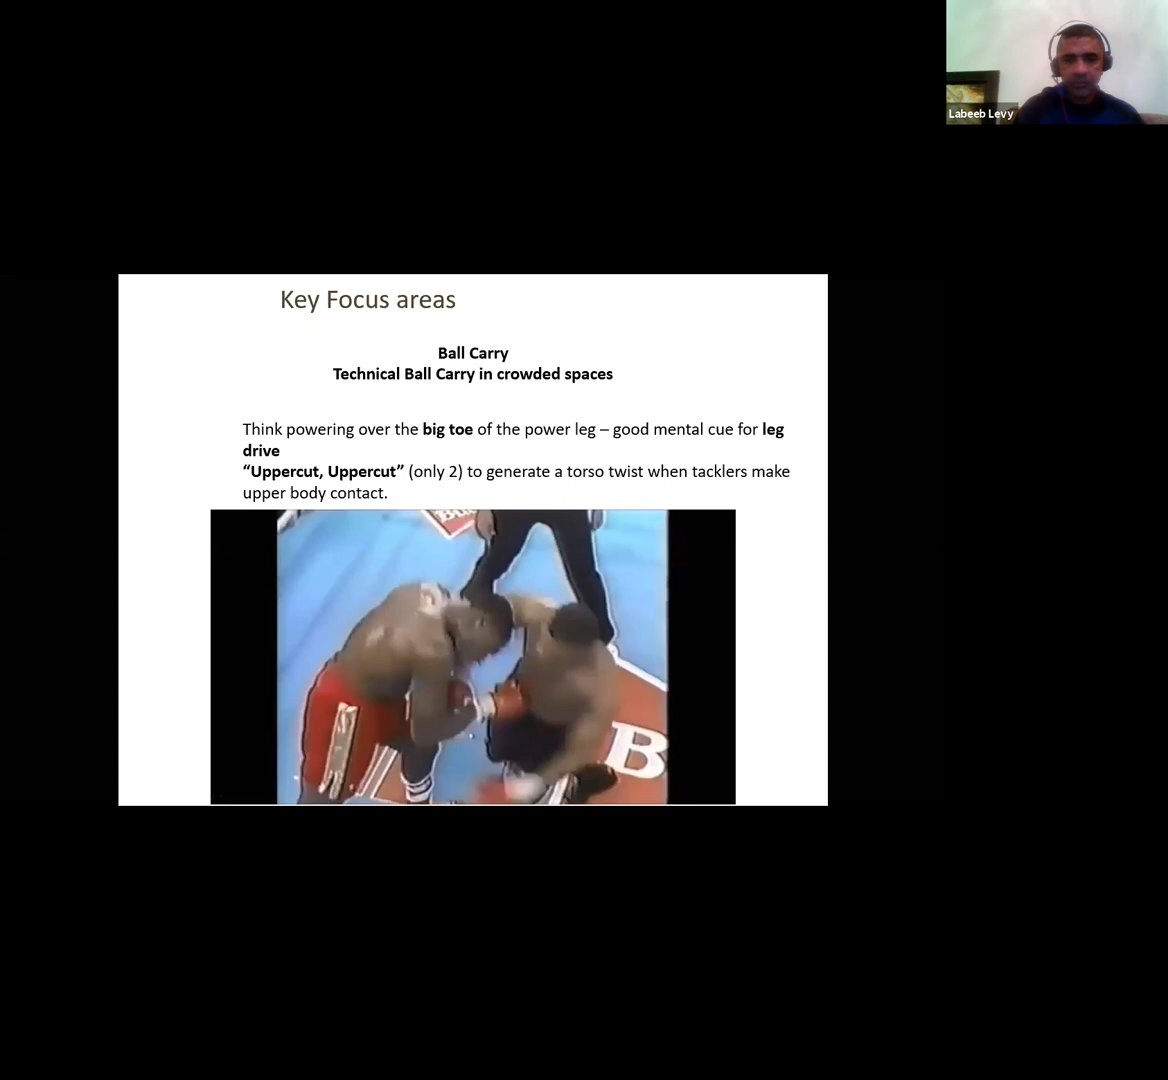 Labeeb Levy
Key Focus areas
Ball Carry
Technical Ball Carry in crowded spaces
Think powering over the big toe of the power leg – good mental cue for leg
drive
“Uppercut, Uppercut” (only 2) to generate a torso twist when tacklers make
upper body contact.
B